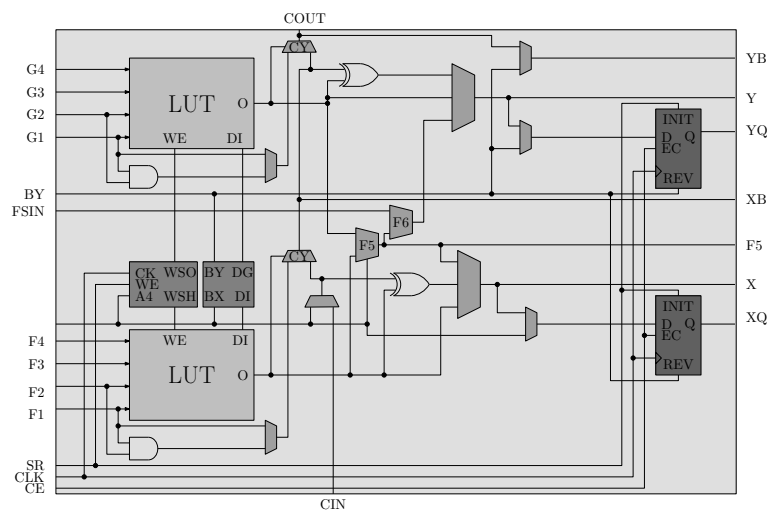 COUT
CY
YB
G4
G3
LUT
O
Y
G2
INIT
G1
WE
DI
D
Q
YQ
EC
REV
BY
XB
FSIN
F6
F5
F5
CY
CK
WSO
BY
DG
WE
X
A4
WSH
BX
DI
INIT
D
Q
XQ
EC
F4
WE
DI
F3
LUT
O
REV
F2
F1
SR
CLK
CE
CIN